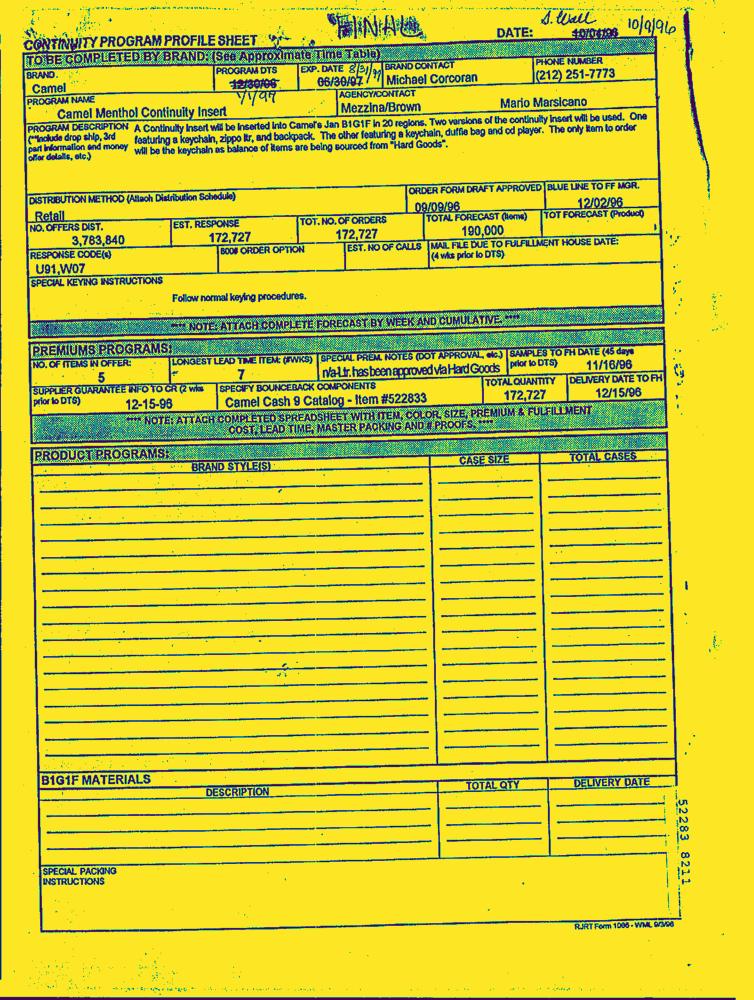 S. Wall
CONTINUITY PROGRAM PROFILE SHEET DATE: 10/04/96 10/9/96
TO BE COMPLETED BY BRAND: (See Approximate Time Table)
BRAND. PROGRAM DTS EXP. DATE 8/31/97 BRAND CONTACT PHONE NUMBER
Camel 12/30/96 06/30/97 Michael Corcoran (212) 251-7773
PROGRAM NAME 1/1/97 AGENCY/CONTACT
Camel Menthol Continuity Insert Mezzina/Brown Mario Marsicano
PROGRAM DESCRIPTION A Continuity Insert will be inserted into Camel's Jan B1G1F in 20 regions. Two versions of the continuity insert will be used. One
(**Include drop ship, 3rd featuring a keychain, zippo ltr, and backpack. The other featuring a keychain, duffle bag and cd player. The only item to order
part information and money will be the keychain as balance of items are being sourced from "Hard Goods".
offer details, etc.)
DISTRIBUTION METHOD (Attach Distribution Schedule) ORDER FORM DRAFT APPROVED BLUE LINE TO FF MGR.
Retail 09/09/96 12/02/96
NO. OFFERS DIST. EST. RESPONSE TOT. NO. OF ORDERS TOTAL FORECAST (Items) TOT FORECAST (Product)
3,783,840 172,727 172,727 190,000
RESPONSE CODE(s) 800# ORDER OPTION EST. NO OF CALLS MAIL FILE DUE TO FULFILLMENT HOUSE DATE:
U91,W07 (4 wks prior to DTS)
SPECIAL KEYING INSTRUCTIONS
Follow normal keying procedures.
**** NOTE: ATTACH COMPLETE FORECAST BY WEEK AND CUMULATIVE. ****
PREMIUMS PROGRAMS:
NO. OF ITEMS IN OFFER: LONGEST LEAD TIME ITEM: (#WKS) SPECIAL PREM. NOTES (DOT APPROVAL, etc.) SAMPLES TO FH DATE (45 days
5 7 n/a-Ltr. has been approved via Hard Goods prior to DTS) 11/16/96
SUPPLIER GUARANTEE INFO TO CR (2 wks SPECIFY BOUNCEBACK COMPONENTS TOTAL QUANTITY DELIVERY DATE TO FH
prior to DTS) 12-15-96 Camel Cash 9 Catalog - Item #522833 172,727 12/15/96
**** NOTE: ATTACH COMPLETED SPREADSHEET WITH ITEM, COLOR, SIZE, PREMIUM & FULFILLMENT
COST, LEAD TIME, MASTER PACKING AND # PROOFS. ****
PRODUCT PROGRAMS:
BRAND STYLE(S) CASE SIZE TOTAL CASES
B1G1F MATERIALS
DESCRIPTION TOTAL QTY DELIVERY DATE
52283 8211
SPECIAL PACKING
INSTRUCTIONS
RJRT Form 1006 - WML 9/3/96